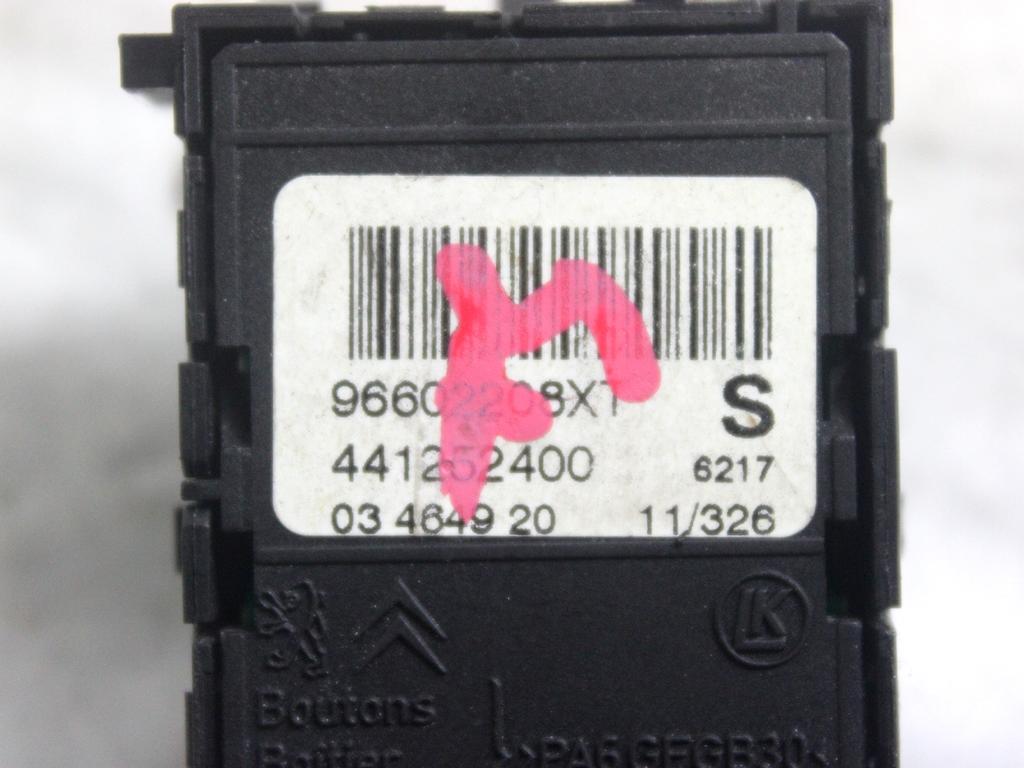 96602208XT
S
441252400
6217
03 4649 20 11/326
LK
Boutons
Boitier
>>PA6 GFGB30<